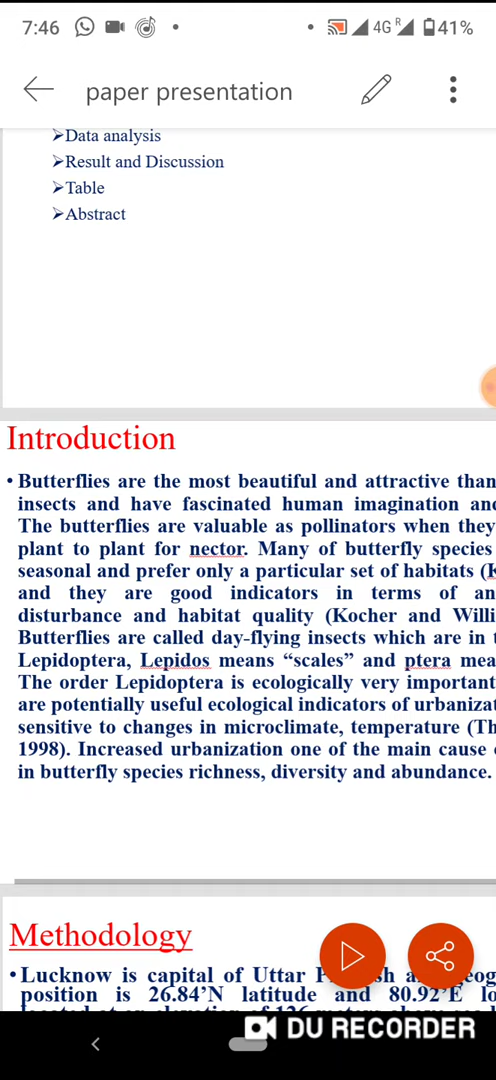 7:46 4G R 41%
paper presentation
➢Data analysis
➢Result and Discussion
➢Table
➢Abstract
Introduction
• Butterflies are the most beautiful and attractive than
insects and have fascinated human imagination and
The butterflies are valuable as pollinators when they
plant to plant for nector. Many of butterfly species
seasonal and prefer only a particular set of habitats (K
and they are good indicators in terms of an
disturbance and habitat quality (Kocher and Willi
Butterflies are called day-flying insects which are in t
Lepidoptera, Lepidos means “scales” and ptera mea
The order Lepidoptera is ecologically very important
are potentially useful ecological indicators of urbanizat
sensitive to changes in microclimate, temperature (Th
1998). Increased urbanization one of the main cause
in butterfly species richness, diversity and abundance.
Methodology
• Lucknow is capital of Uttar
position is 26.84’N latitude and 80.92’E lo
DU RECORDER